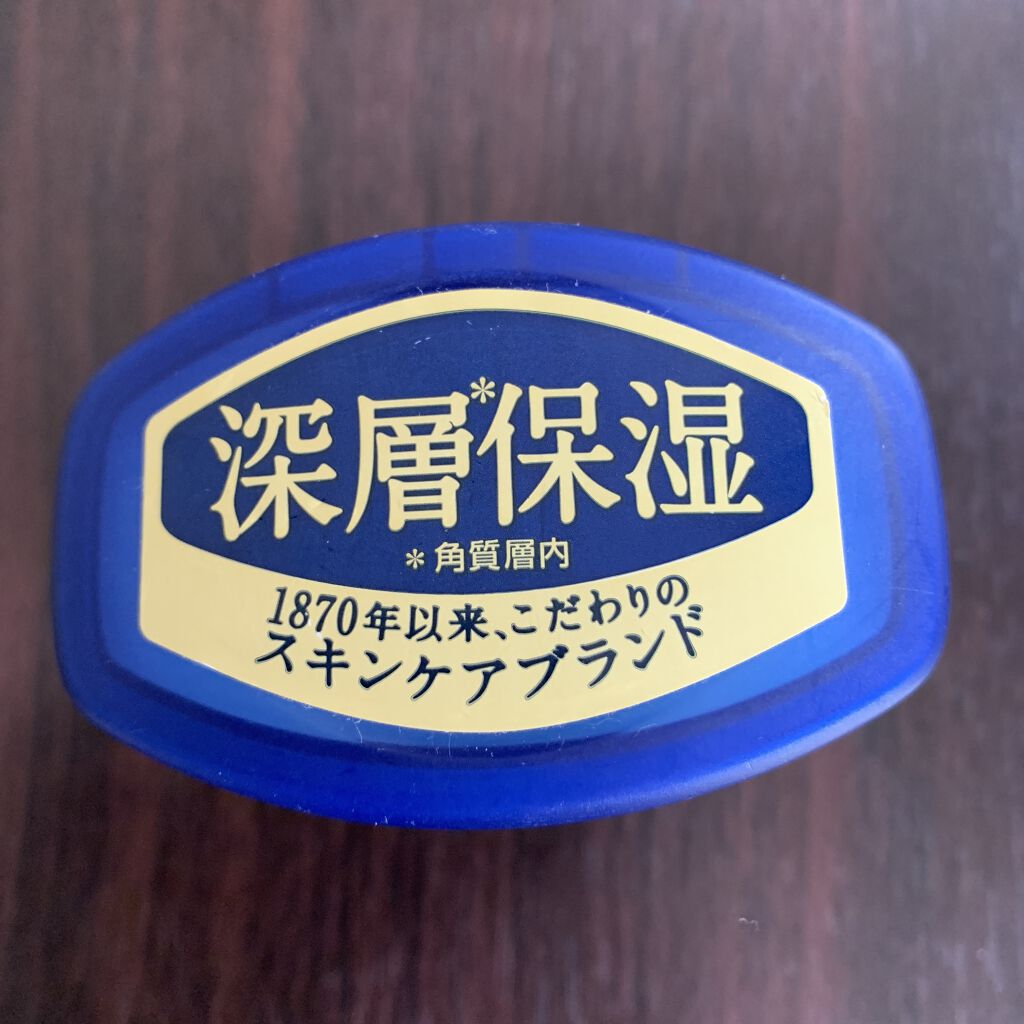 深層*保湿
*角質層内
1870年以来、こだわりの
スキンケアブランド